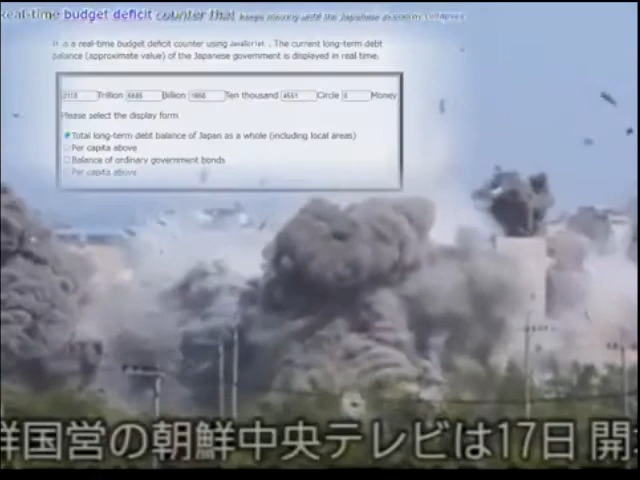 Real-time budget deficit counter that keeps moving until the Japanese economy collapses
It is a real-time budget deficit counter using JavaScript . The current long-term debt
balance (approximate value) of the Japanese government is displayed in real time.
Trillion Billion Ten thousand 4551 Circle 0 Money
Please select the display form
Total long-term debt balance of Japan as a whole (including local areas)
Per capita above
Balance of ordinary government bonds
Per capita above
鮮国営の朝鮮中央テレビは17日 開